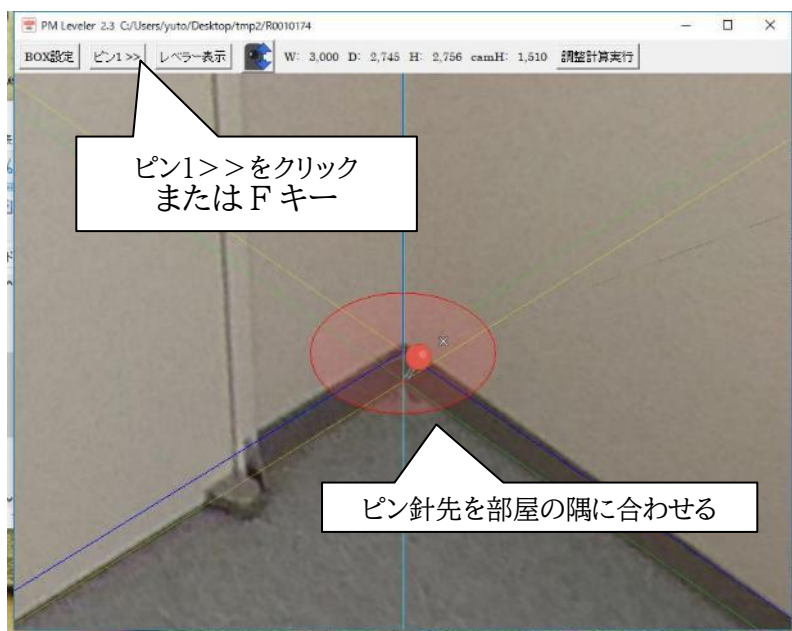 PM Leveler 2.3 C:/Users/yuto/Desktop/tmp2/R0010174
BOX設定 ピン1 >> レベラー表示 W: 3,000 D: 2,745 H: 2,756 camH: 1,510 調整計算実行
ピン1>>をクリック
または F キー
ピン針先を部屋の隅に合わせる